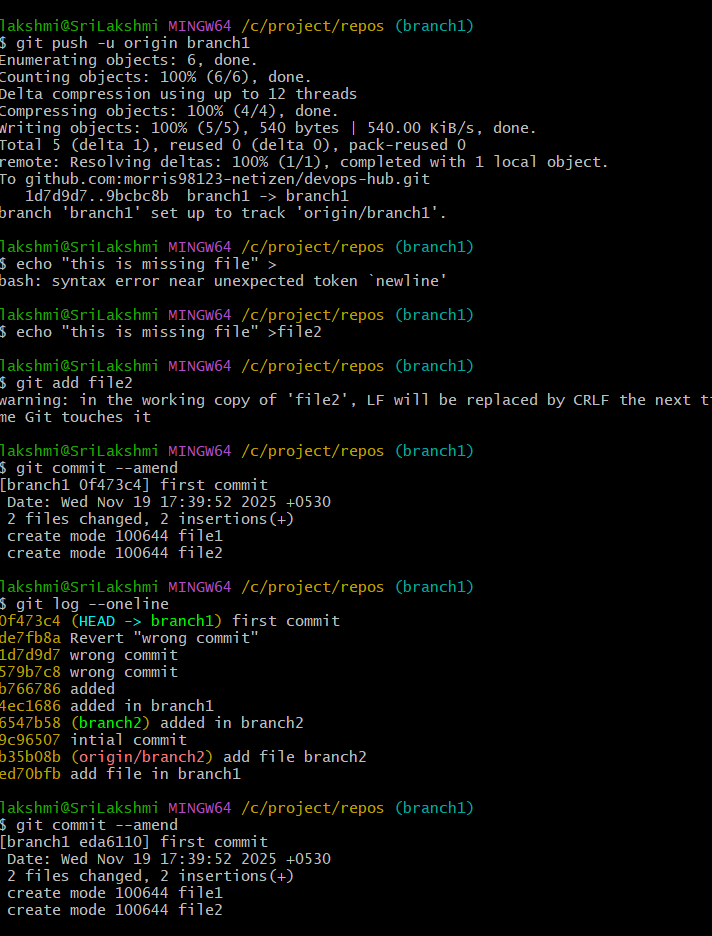 lakshmi@SriLakshmi MINGW64 /c/project/repos (branch1)
$ git push -u origin branch1
Enumerating objects: 6, done.
Counting objects: 100% (6/6), done.
Delta compression using up to 12 threads
Compressing objects: 100% (4/4), done.
Writing objects: 100% (5/5), 540 bytes | 540.00 KiB/s, done.
Total 5 (delta 1), reused 0 (delta 0), pack-reused 0
remote: Resolving deltas: 100% (1/1), completed with 1 local object.
To github.com:morris98123-netizen/devops-hub.git
   1d7d9d7..9bcbc8b  branch1 -> branch1
branch 'branch1' set up to track 'origin/branch1'.
lakshmi@SriLakshmi MINGW64 /c/project/repos (branch1)
$ echo "this is missing file" >
bash: syntax error near unexpected token `newline'
lakshmi@SriLakshmi MINGW64 /c/project/repos (branch1)
$ echo "this is missing file" >file2
lakshmi@SriLakshmi MINGW64 /c/project/repos (branch1)
$ git add file2
warning: in the working copy of 'file2', LF will be replaced by CRLF the next ti
me Git touches it
lakshmi@SriLakshmi MINGW64 /c/project/repos (branch1)
$ git commit --amend
[branch1 0f473c4] first commit
 Date: Wed Nov 19 17:39:52 2025 +0530
 2 files changed, 2 insertions(+)
 create mode 100644 file1
 create mode 100644 file2
lakshmi@SriLakshmi MINGW64 /c/project/repos (branch1)
$ git log --oneline
0f473c4 (HEAD -> branch1) first commit
de7fb8a Revert "wrong commit"
1d7d9d7 wrong commit
579b7c8 wrong commit
b766786 added
4ec1686 added in branch1
6547b58 (branch2) added in branch2
9c96507 intial commit
b35b08b (origin/branch2) add file branch2
ed70bfb add file in branch1
lakshmi@SriLakshmi MINGW64 /c/project/repos (branch1)
$ git commit --amend
[branch1 eda6110] first commit
 Date: Wed Nov 19 17:39:52 2025 +0530
 2 files changed, 2 insertions(+)
 create mode 100644 file1
 create mode 100644 file2